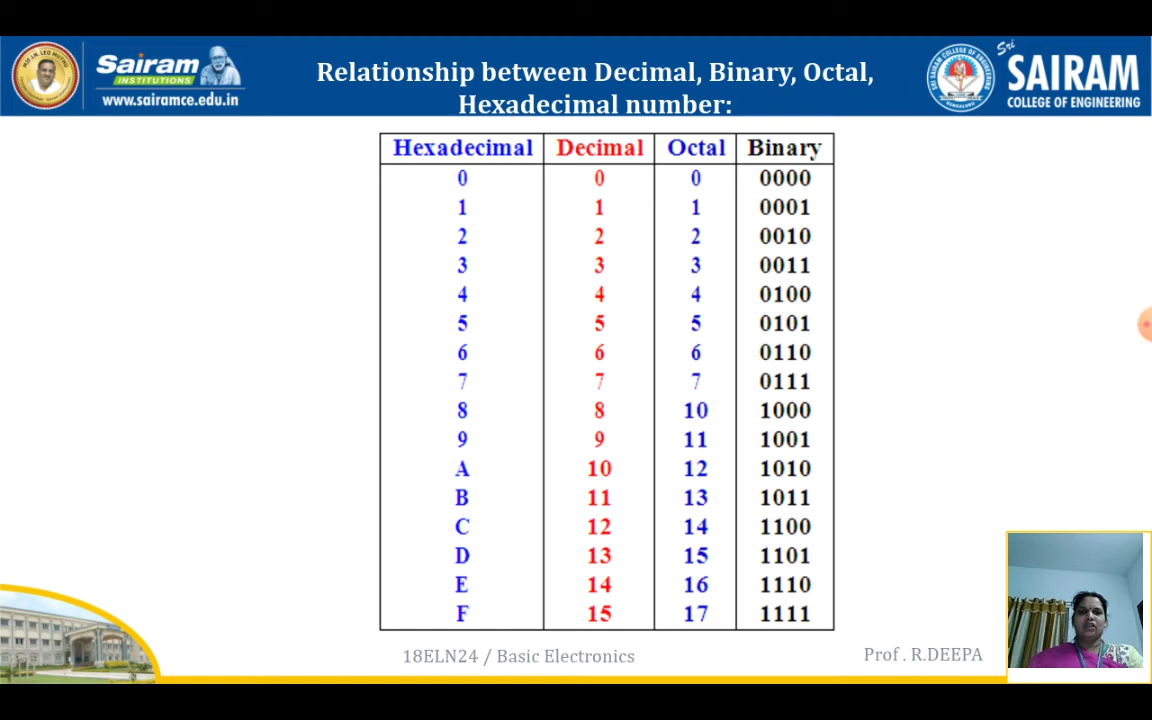 Sairam
INSTITUTIONS
www.sairamce.edu.in
Relationship between Decimal, Binary, Octal,
Hexadecimal number:
Sri
SAIRAM
COLLEGE OF ENGINEERING
Hexadecimal Decimal Octal Binary
0 0 0 0000
1 1 1 0001
2 2 2 0010
3 3 3 0011
4 4 4 0100
5 5 5 0101
6 6 6 0110
7 7 7 0111
8 8 10 1000
9 9 11 1001
A 10 12 1010
B 11 13 1011
C 12 14 1100
D 13 15 1101
E 14 16 1110
F 15 17 1111
18ELN24 / Basic Electronics
Prof . R.DEEPA